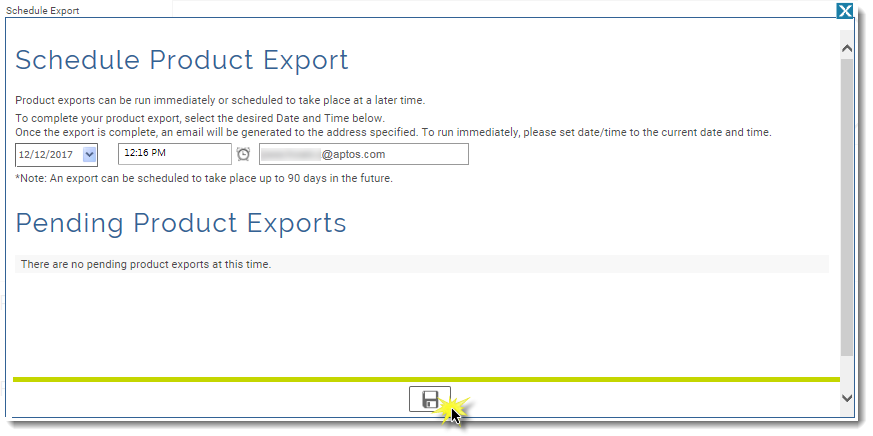 Schedule Export
Schedule Product Export
Product exports can be run immediately or scheduled to take place at a later time.
To complete your product export, select the desired Date and Time below.
Once the export is complete, an email will be generated to the address specified. To run immediately, please set date/time to the current date and time.
12/12/2017 12:16 PM @aptos.com
*Note: An export can be scheduled to take place up to 90 days in the future.
Pending Product Exports
There are no pending product exports at this time.